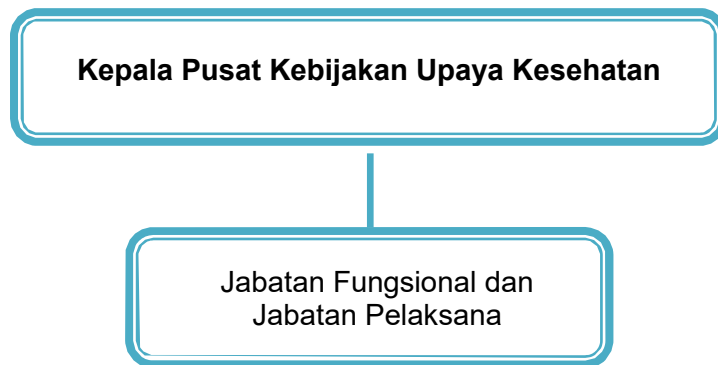 Kepala Pusat Kebijakan Upaya Kesehatan
Jabatan Fungsional dan
Jabatan Pelaksana